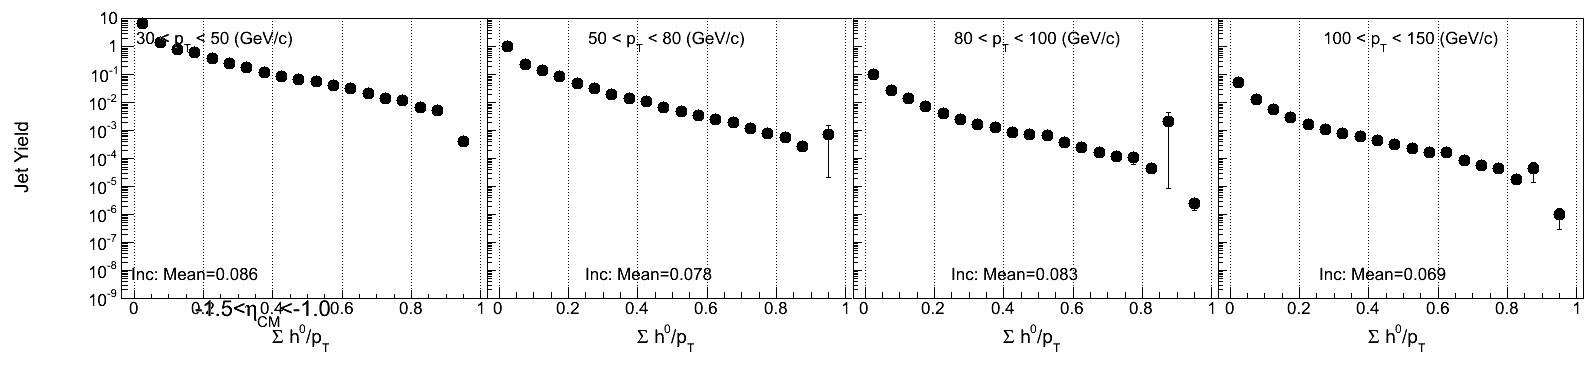 Jet Yield
10
1
10^-1
10^-2
10^-3
10^-4
10^-5
10^-6
10^-7
10^-8
10^-9
30 < p_T < 50 (GeV/c)
50 < p_T < 80 (GeV/c)
80 < p_T < 100 (GeV/c)
100 < p_T < 150 (GeV/c)
Inc: Mean=0.086
Inc: Mean=0.078
Inc: Mean=0.083
Inc: Mean=0.069
0 0.2 0.4 0.6 0.8 1
0 0.2 0.4 0.6 0.8 1
0 0.2 0.4 0.6 0.8 1
0 0.2 0.4 0.6 0.8 1
1.5<η_CM<-1.0
Σ h^0/p_T
Σ h^0/p_T
Σ h^0/p_T
Σ h^0/p_T